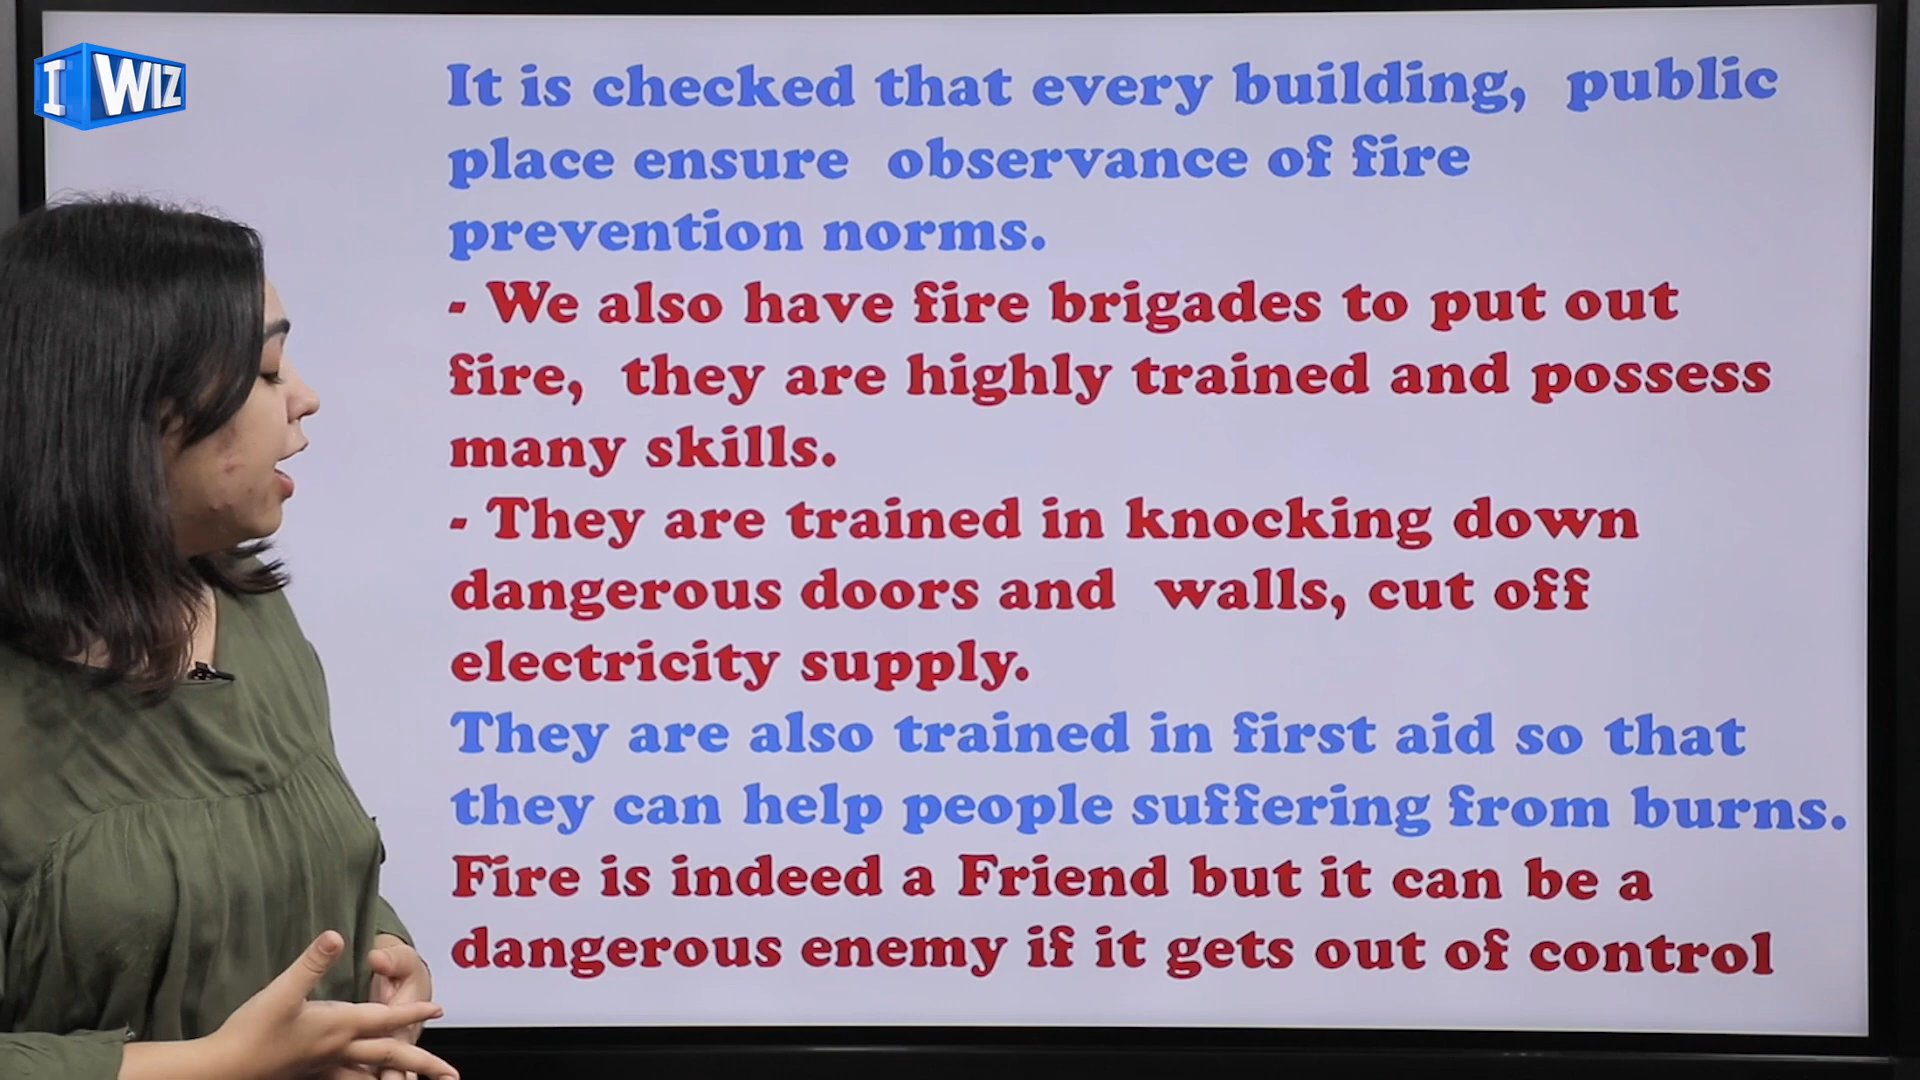 I WIZ
It is checked that every building, public
place ensure observance of fire
prevention norms.
- We also have fire brigades to put out
fire, they are highly trained and possess
many skills.
- They are trained in knocking down
dangerous doors and walls, cut off
electricity supply.
They are also trained in first aid so that
they can help people suffering from burns.
Fire is indeed a Friend but it can be a
dangerous enemy if it gets out of control